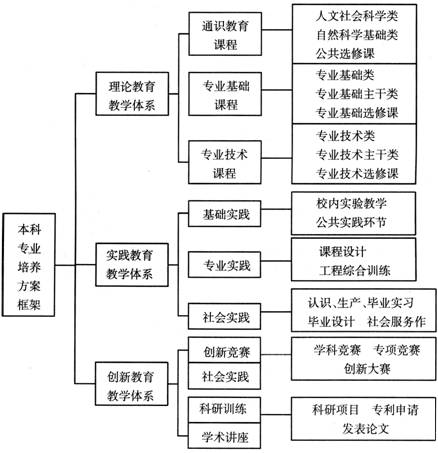 本科
专业
培养
方案
框架
理论教育
教学体系
通识教育
课程
人文社会科学类
自然科学基础类
公共选修课
专业基础
课程
专业基础类
专业基础主干类
专业基础选修课
专业技术
课程
专业技术类
专业技术主干类
专业技术选修课
实践教育
教学体系
基础实践
校内实验教学
公共实践环节
专业实践
课程设计
工程综合训练
社会实践
认识、生产、毕业实习
毕业设计 社会服务作
创新教育
教学体系
创新竞赛
社会实践
学科竞赛 专项竞赛
创新大赛
科研训练
学术讲座
科研项目 专利申请
发表论文